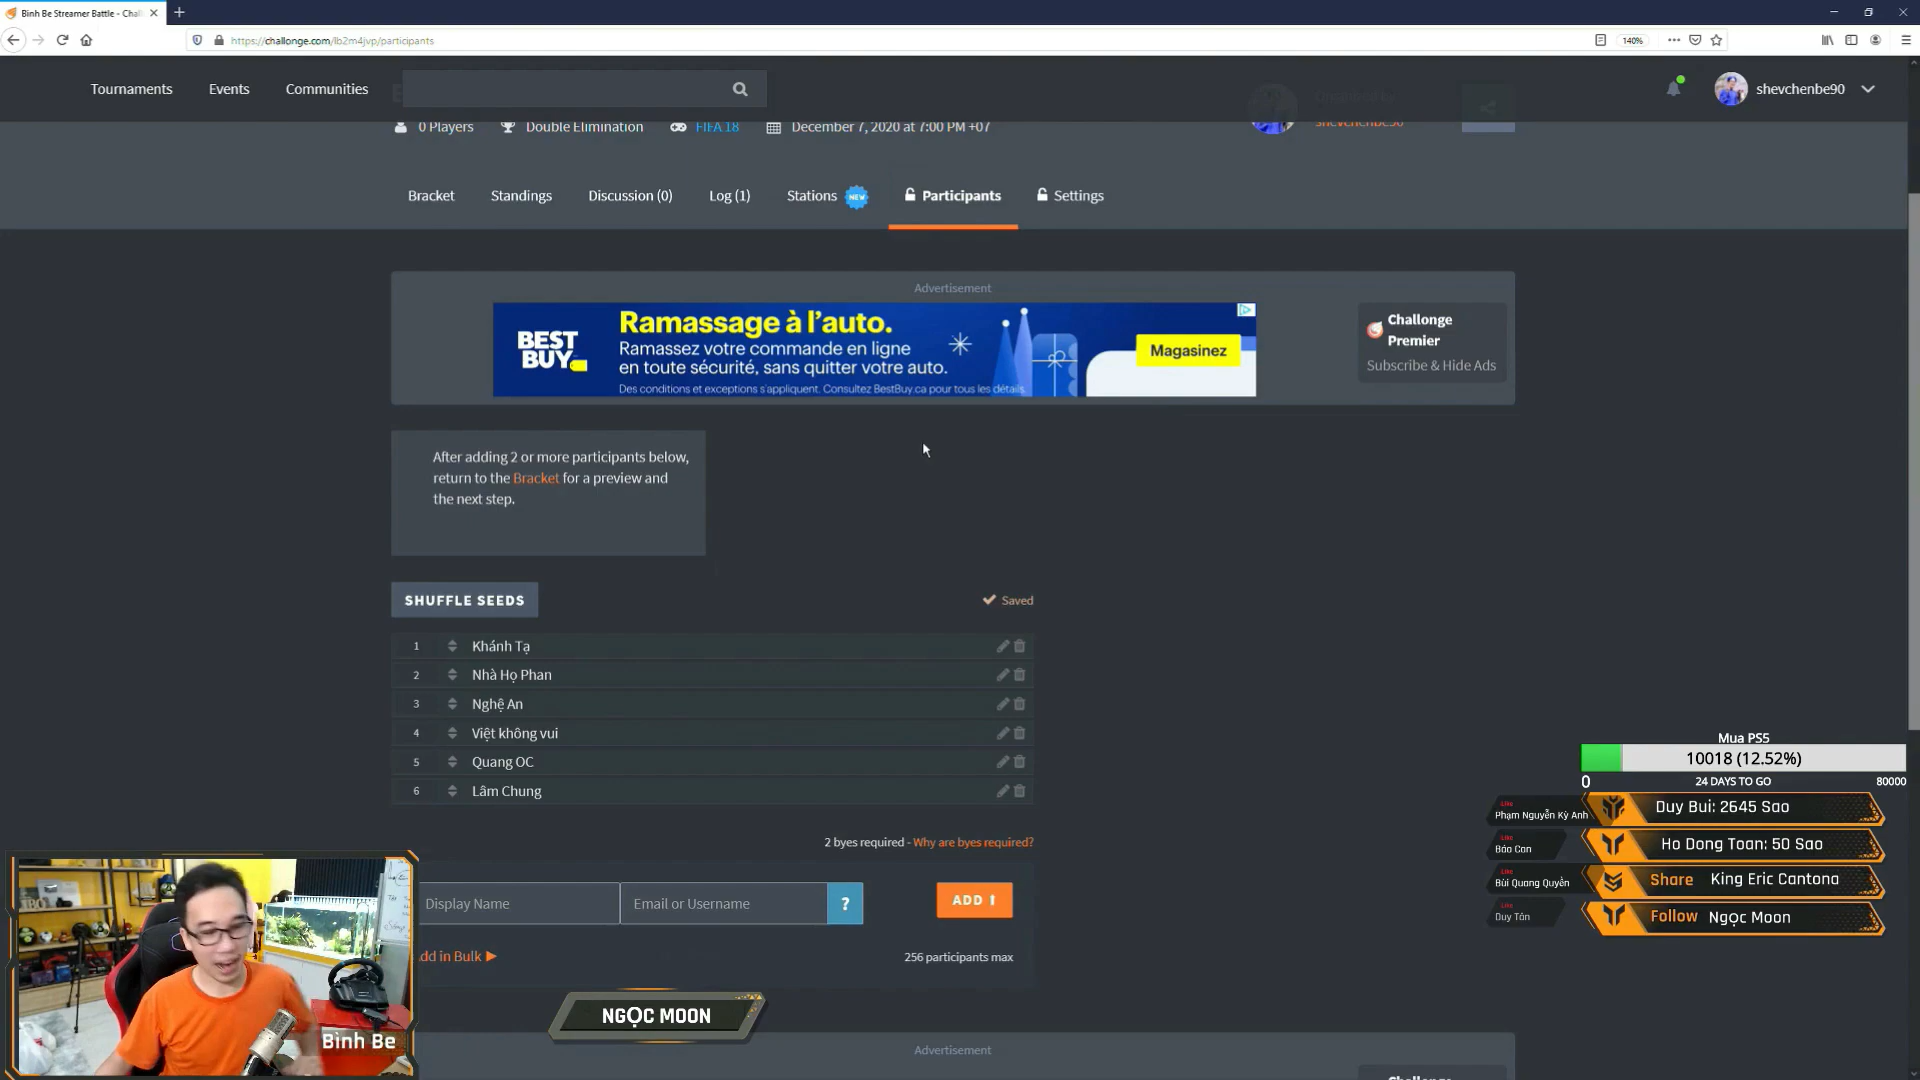 Binh Be Streamer Battle - Chal
https://challonge.com/lb2m4jvp/participants
140%
Tournaments
Events
Communities
shevchenbe90
0 Players
Double Elimination
FIFA 18
December 7, 2020 at 7:00 PM +07
shevchenbe90
Bracket
Standings
Discussion (0)
Log (1)
Stations
NEW
Participants
Settings
Advertisement
BEST BUY
Ramassage à l'auto.
Ramassez votre commande en ligne
en toute sécurité, sans quitter votre auto.
Des conditions et exceptions s'appliquent. Consultez BestBuy.ca pour tous les détails.
Magasinez
Challonge
Premier
Subscribe & Hide Ads
After adding 2 or more participants below,
return to the Bracket for a preview and
the next step.
SHUFFLE SEEDS
Saved
1 Khánh Tạ
2 Nhà Họ Phan
3 Nghệ An
4 Việt không vui
5 Quang OC
6 Lâm Chung
2 byes required - Why are byes required?
Display Name
Email or Username
?
ADD
dd in Bulk
256 participants max
Advertisement
Mua PS5
10018 (12.52%)
0
24 DAYS TO GO
80000
Like
Phạm Nguyễn Kỳ Anh
Duy Bui: 2645 Sao
Like
Báo Con
Ho Dong Toan: 50 Sao
Like
Bùi Quang Quyền
Share King Eric Cantona
Like
Duy Tân
Follow Ngọc Moon
NGỌC MOON
Bình Be